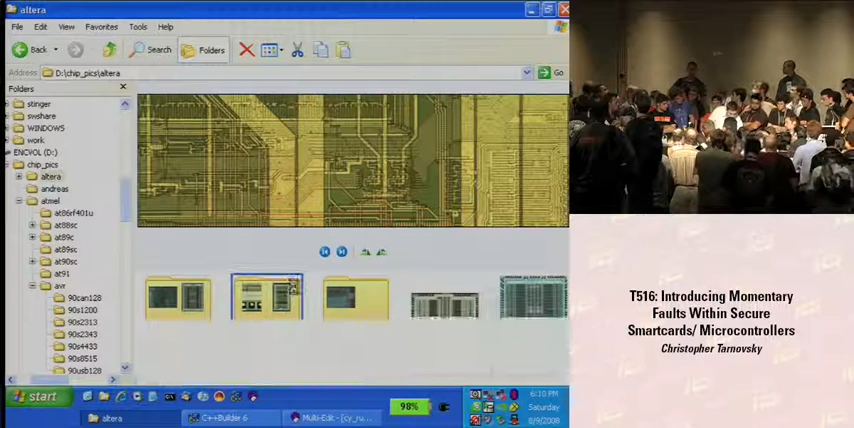 altera
File Edit View Favorites Tools Help
Back Search Folders
Address D:\chip_pics\altera Go
Folders
stinger
swshare
WINDOWS
work
ENCVOL (D:)
chip_pics
altera
andreas
atmel
at86rf401u
at88sc
at89c
at89sc
at90sc
at91
avr
90can128
90s1200
90s2313
90s2343
90s4433
90s8515
90usb128
T516: Introducing Momentary
Faults Within Secure
Smartcards/ Microcontrollers
Christopher Tarnovsky
start
98%
6:10 PM
Saturday
8/9/2008
altera
C++Builder 6
Multi-Edit - [cy_ru...